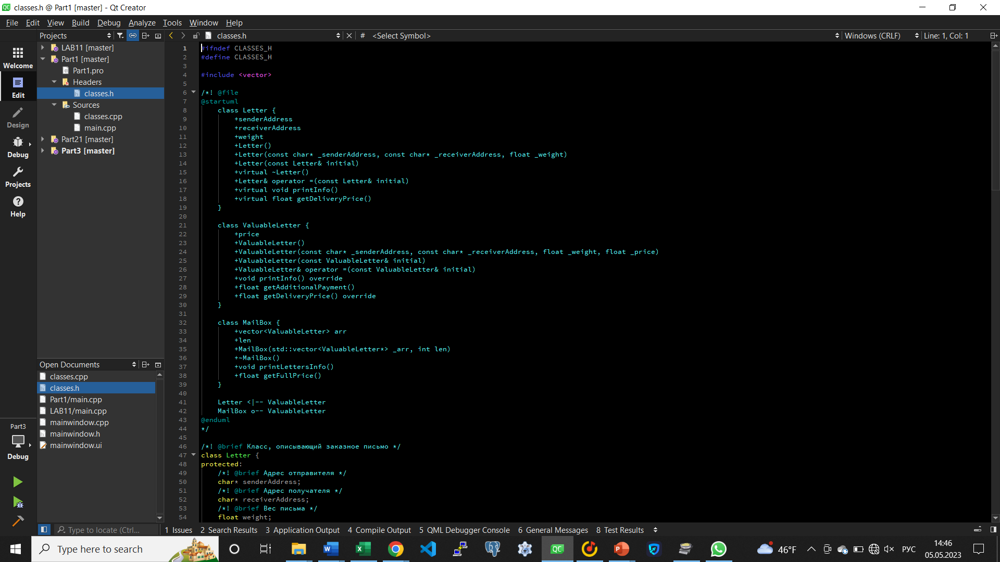 classes.h @ Part1 [master] - Qt Creator
File Edit View Build Debug Analyze Tools Window Help
Projects
classes.h
# <Select Symbol>
Windows (CRLF)
Line: 1, Col: 1
Welcome
Edit
Design
Debug
Projects
Help
LAB11 [master]
Part1 [master]
Part1.pro
Headers
classes.h
Sources
classes.cpp
main.cpp
Part21 [master]
Part3 [master]
Open Documents
classes.cpp
classes.h
Part1/main.cpp
LAB11/main.cpp
mainwindow.cpp
mainwindow.h
mainwindow.ui
Part3
Debug
1 #ifndef CLASSES_H
2 #define CLASSES_H
3
4 #include <vector>
5
6 /*! @file
7 @startuml
8 class Letter {
9 +senderAddress
10 +receiverAddress
11 +weight
12 +Letter()
13 +Letter(const char* _senderAddress, const char* _receiverAddress, float _weight)
14 +Letter(const Letter& initial)
15 +virtual ~Letter()
16 +Letter& operator =(const Letter& initial)
17 +virtual void printInfo()
18 +virtual float getDeliveryPrice()
19 }
20
21 class ValuableLetter {
22 +price
23 +ValuableLetter()
24 +ValuableLetter(const char* _senderAddress, const char* _receiverAddress, float _weight, float _price)
25 +ValuableLetter(const ValuableLetter& initial)
26 +ValuableLetter& operator =(const ValuableLetter& initial)
27 +void printInfo() override
28 +float getAdditionalPayment()
29 +float getDeliveryPrice() override
30 }
31
32 class MailBox {
33 +vector<ValuableLetter> arr
34 +len
35 +MailBox(std::vector<ValuableLetter*> _arr, int len)
36 +~MailBox()
37 +void printLettersInfo()
38 +float getFullPrice()
39 }
40
41 Letter <|-- ValuableLetter
42 MailBox o-- ValuableLetter
43 @enduml
44 */
45
46 /*! @brief Класс, описывающий заказное письмо */
47 class Letter {
48 protected:
49 /*! @brief Адрес отправителя */
50 char* senderAddress;
51 /*! @brief Адрес получателя */
52 char* receiverAddress;
53 /*! @brief Вес письма */
54 float weight;
Type to locate (Ctrl...
1 Issues 2 Search Results 3 Application Output 4 Compile Output 5 QML Debugger Console 6 General Messages 8 Test Results
Type here to search
46°F
РУС
14:46
05.05.2023